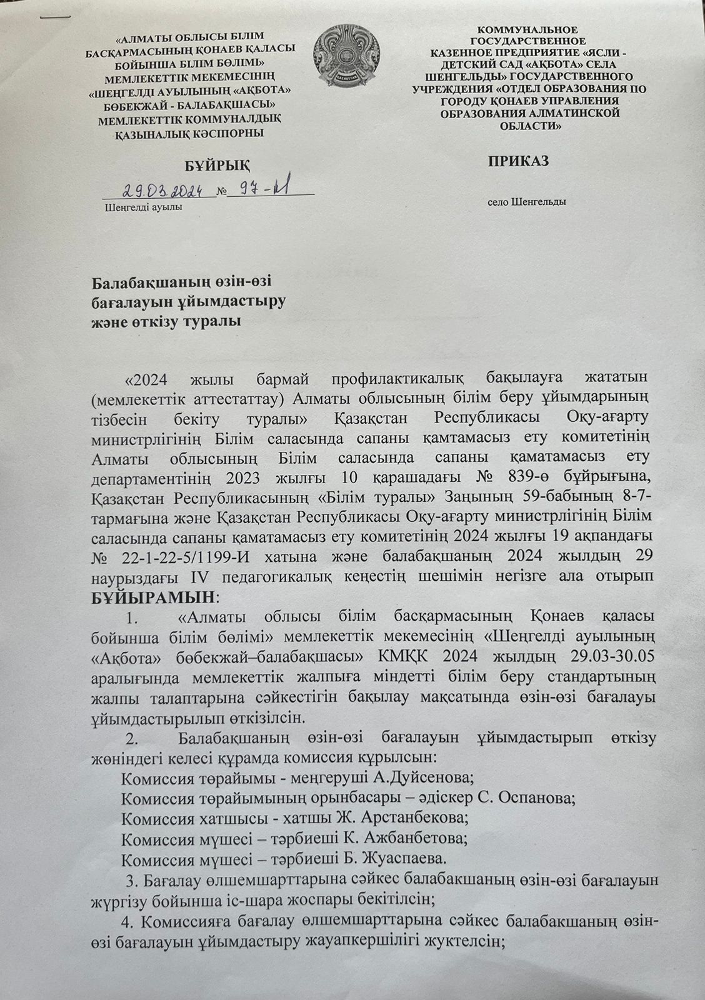 «АЛМАТЫ ОБЛЫСЫ БІЛІМ
БАСҚАРМАСЫНЫҢ ҚОНАЕВ ҚАЛАСЫ
БОЙЫНША БІЛІМ БӨЛІМІ»
МЕМЛЕКЕТТІК МЕКЕМЕСІНІҢ
«ШЕҢГЕЛДІ АУЫЛЫНЫҢ «АҚБОТА»
БӨБЕКЖАЙ - БАЛАБАҚШАСЫ»
МЕМЛЕКЕТТІК КОММУНАЛДЫҚ
ҚАЗЫНАЛЫҚ КӘСІПОРНЫ
KAZAKSTAN
КОММУНАЛЬНОЕ
ГОСУДАРСТВЕННОЕ
КАЗЕННОЕ ПРЕДПРИЯТИЕ «ЯСЛИ -
ДЕТСКИЙ САД «АҚБОТА» СЕЛА
ШЕНГЕЛЬДЫ» ГОСУДАРСТВЕННОГО
УЧРЕЖДЕНИЯ «ОТДЕЛ ОБРАЗОВАНИЯ ПО
ГОРОДУ ҚОНАЕВ УПРАВЛЕНИЯ
ОБРАЗОВАНИЯ АЛМАТИНСКОЙ
ОБЛАСТИ»
БҰЙРЫҚ
ПРИКАЗ
29.03.2024 № 97-И
Шеңгелді ауылы
село Шенгельды
Балабақшаның өзін-өзі
бағалауын ұйымдастыру
және өткізу туралы
«2024 жылы бармай профилактикалық бақылауға жататын
(мемлекеттік аттестаттау) Алматы облысының білім беру ұйымдарының
тізбесін бекіту туралы» Қазақстан Республикасы Оқу-ағарту
министрлігінің Білім саласында сапаны қамтамасыз ету комитетінің
Алматы облысының Білім саласында сапаны қаматамасыз ету
департаментінің 2023 жылғы 10 қарашадағы № 839-ө бұйрығына,
Қазақстан Республикасының «Білім туралы» Заңының 59-бабының 8-7-
тармағына және Қазақстан Республикасы Оқу-ағарту министрлігінің Білім
саласында сапаны қаматамасыз ету комитетінің 2024 жылғы 19 ақпандағы
№ 22-1-22-5/1199-И хатына және балабақшаның 2024 жылдың 29
наурыздағы IV педагогикалық кеңестің шешімін негізге ала отырып
БҰЙЫРАМЫН:
1. «Алматы облысы білім басқармасының Қонаев қаласы
бойынша білім бөлімі» мемлекеттік мекемесінің «Шеңгелді ауылының
«Ақбота» бөбекжай–балабақшасы» КМҚК 2024 жылдың 29.03-30.05
аралығында мемлекеттік жалпыға міндетті білім беру стандартының
жалпы талаптарына сәйкестігін бақылау мақсатында өзін-өзі бағалауы
ұйымдастырылып өткізілсін.
2. Балабақшаның өзін-өзі бағалауын ұйымдастырып өткізу
жөніндегі келесі құрамда комиссия құрылсын:
Комиссия төрайымы - меңгеруші А.Дуйсенова;
Комиссия төрайымының орынбасары – әдіскер С. Оспанова;
Комиссия хатшысы - хатшы Ж. Арстанбекова;
Комиссия мүшесі – тәрбиеші К. Ажбанбетова;
Комиссия мүшесі – тәрбиеші Б. Жуаспаева.
3. Бағалау өлшемшарттарына сәйкес балабакшаның өзін-өзі бағалауын
жүргізу бойынша іс-шара жоспары бекітілсін;
4. Комиссияға бағалау өлшемшарттарына сәйкес балабакшаның өзін-
өзі бағалауын ұйымдастыру жауапкершілігі жуктелсін;